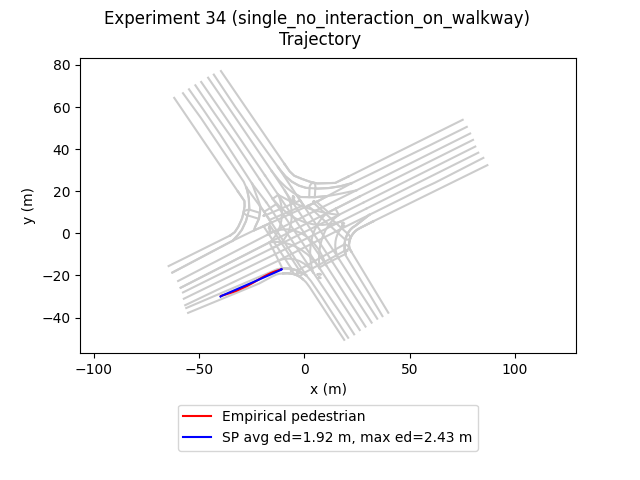 Experiment 34 (single_no_interaction_on_walkway)
Trajectory
80
60
40
20
0
−20
−40
y (m)
−100
−50
0
50
100
x (m)
Empirical pedestrian
SP avg ed=1.92 m, max ed=2.43 m